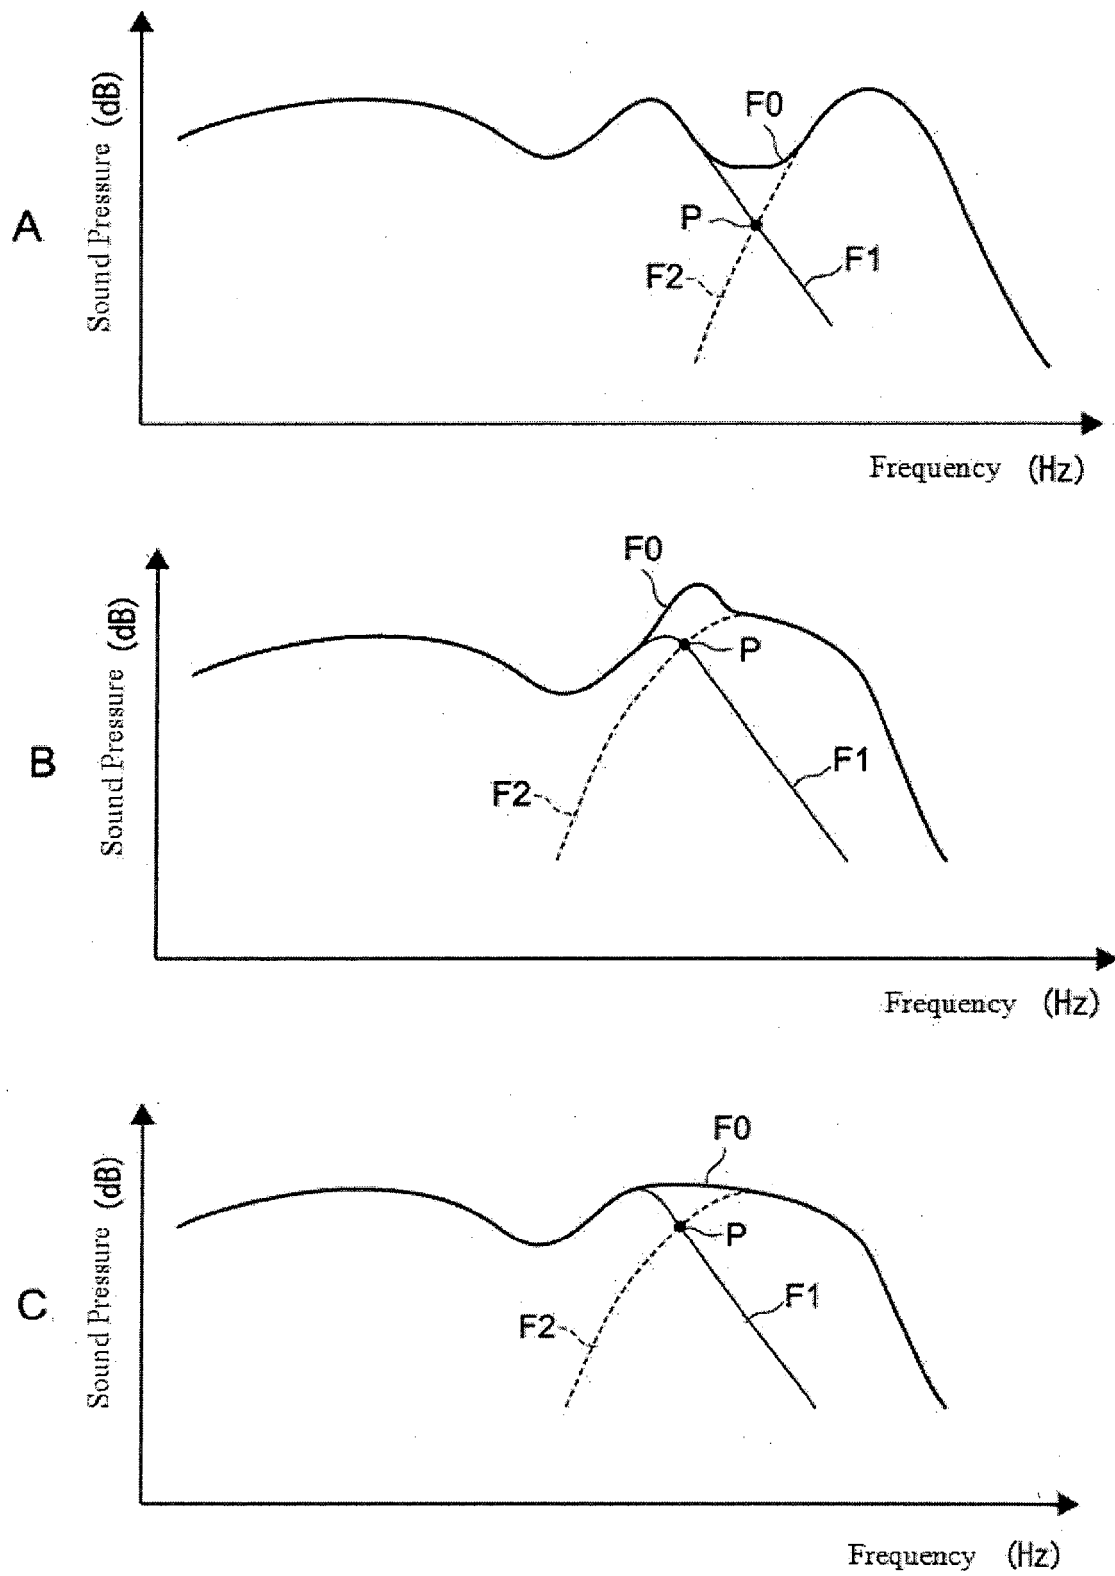 A
Sound Pressure (dB)
F0
P
F1
F2
Frequency (Hz)
B
Sound Pressure (dB)
F0
P
F1
F2
Frequency (Hz)
C
Sound Pressure (dB)
F0
P
F1
F2
Frequency (Hz)